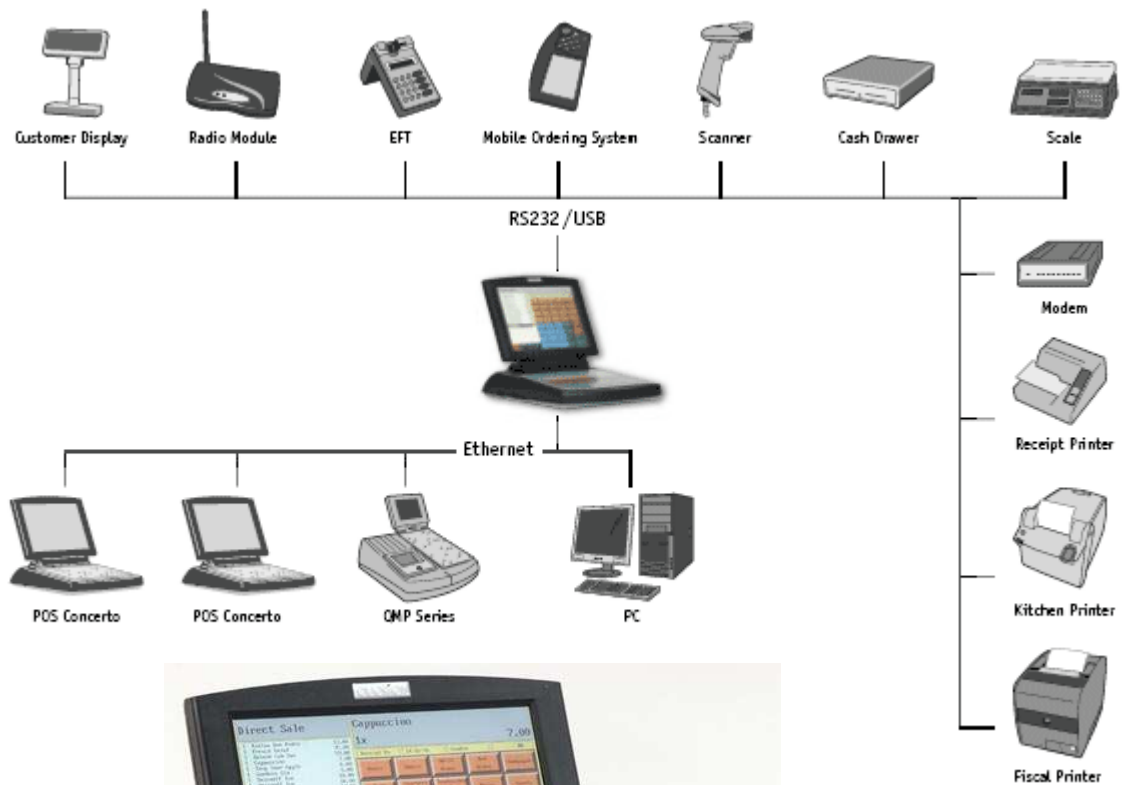 Customer Display
Radio Module
EFT
Mobile Ordering System
Scanner
Cash Drawer
Scale
RS232/USB
Modem
Receipt Printer
Ethernet
Kitchen Printer
POS Concerto
POS Concerto
QMP Series
PC
Fiscal Printer
Direct Sale
Cappuccino
1x
7.00